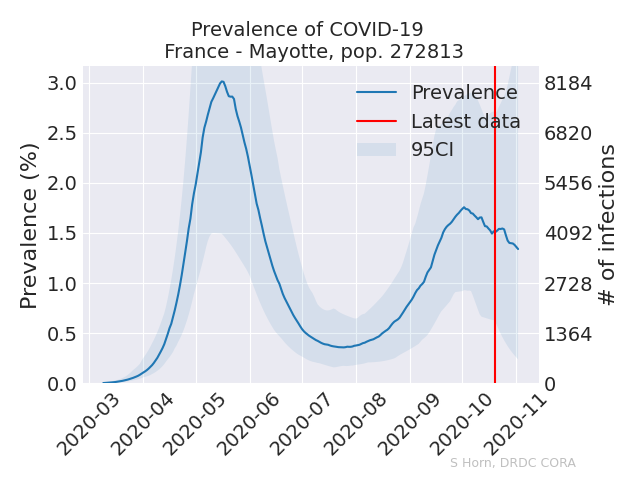 Prevalence of COVID-19
France - Mayotte, pop. 272813
Prevalence (%)
3.0
2.5
2.0
1.5
1.0
0.5
0.0
Prevalence
Latest data
95CI
8184
6820
5456
4092
2728
1364
0
# of infections
2020-03
2020-04
2020-05
2020-06
2020-07
2020-08
2020-09
2020-10
2020-11
S Horn, DRDC CORA